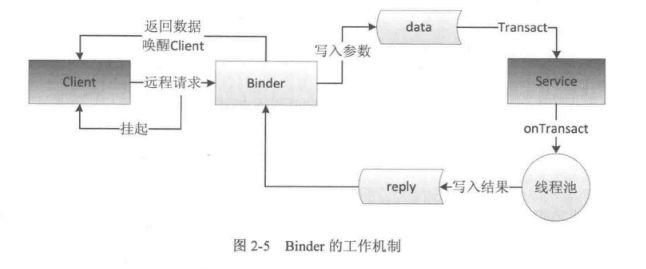 返回数据
唤醒Client
data
Transact
写入参数
Client
远程请求
Binder
Service
挂起
onTransact
reply
写入结果
线程池
图 2-5 Binder 的工作机制